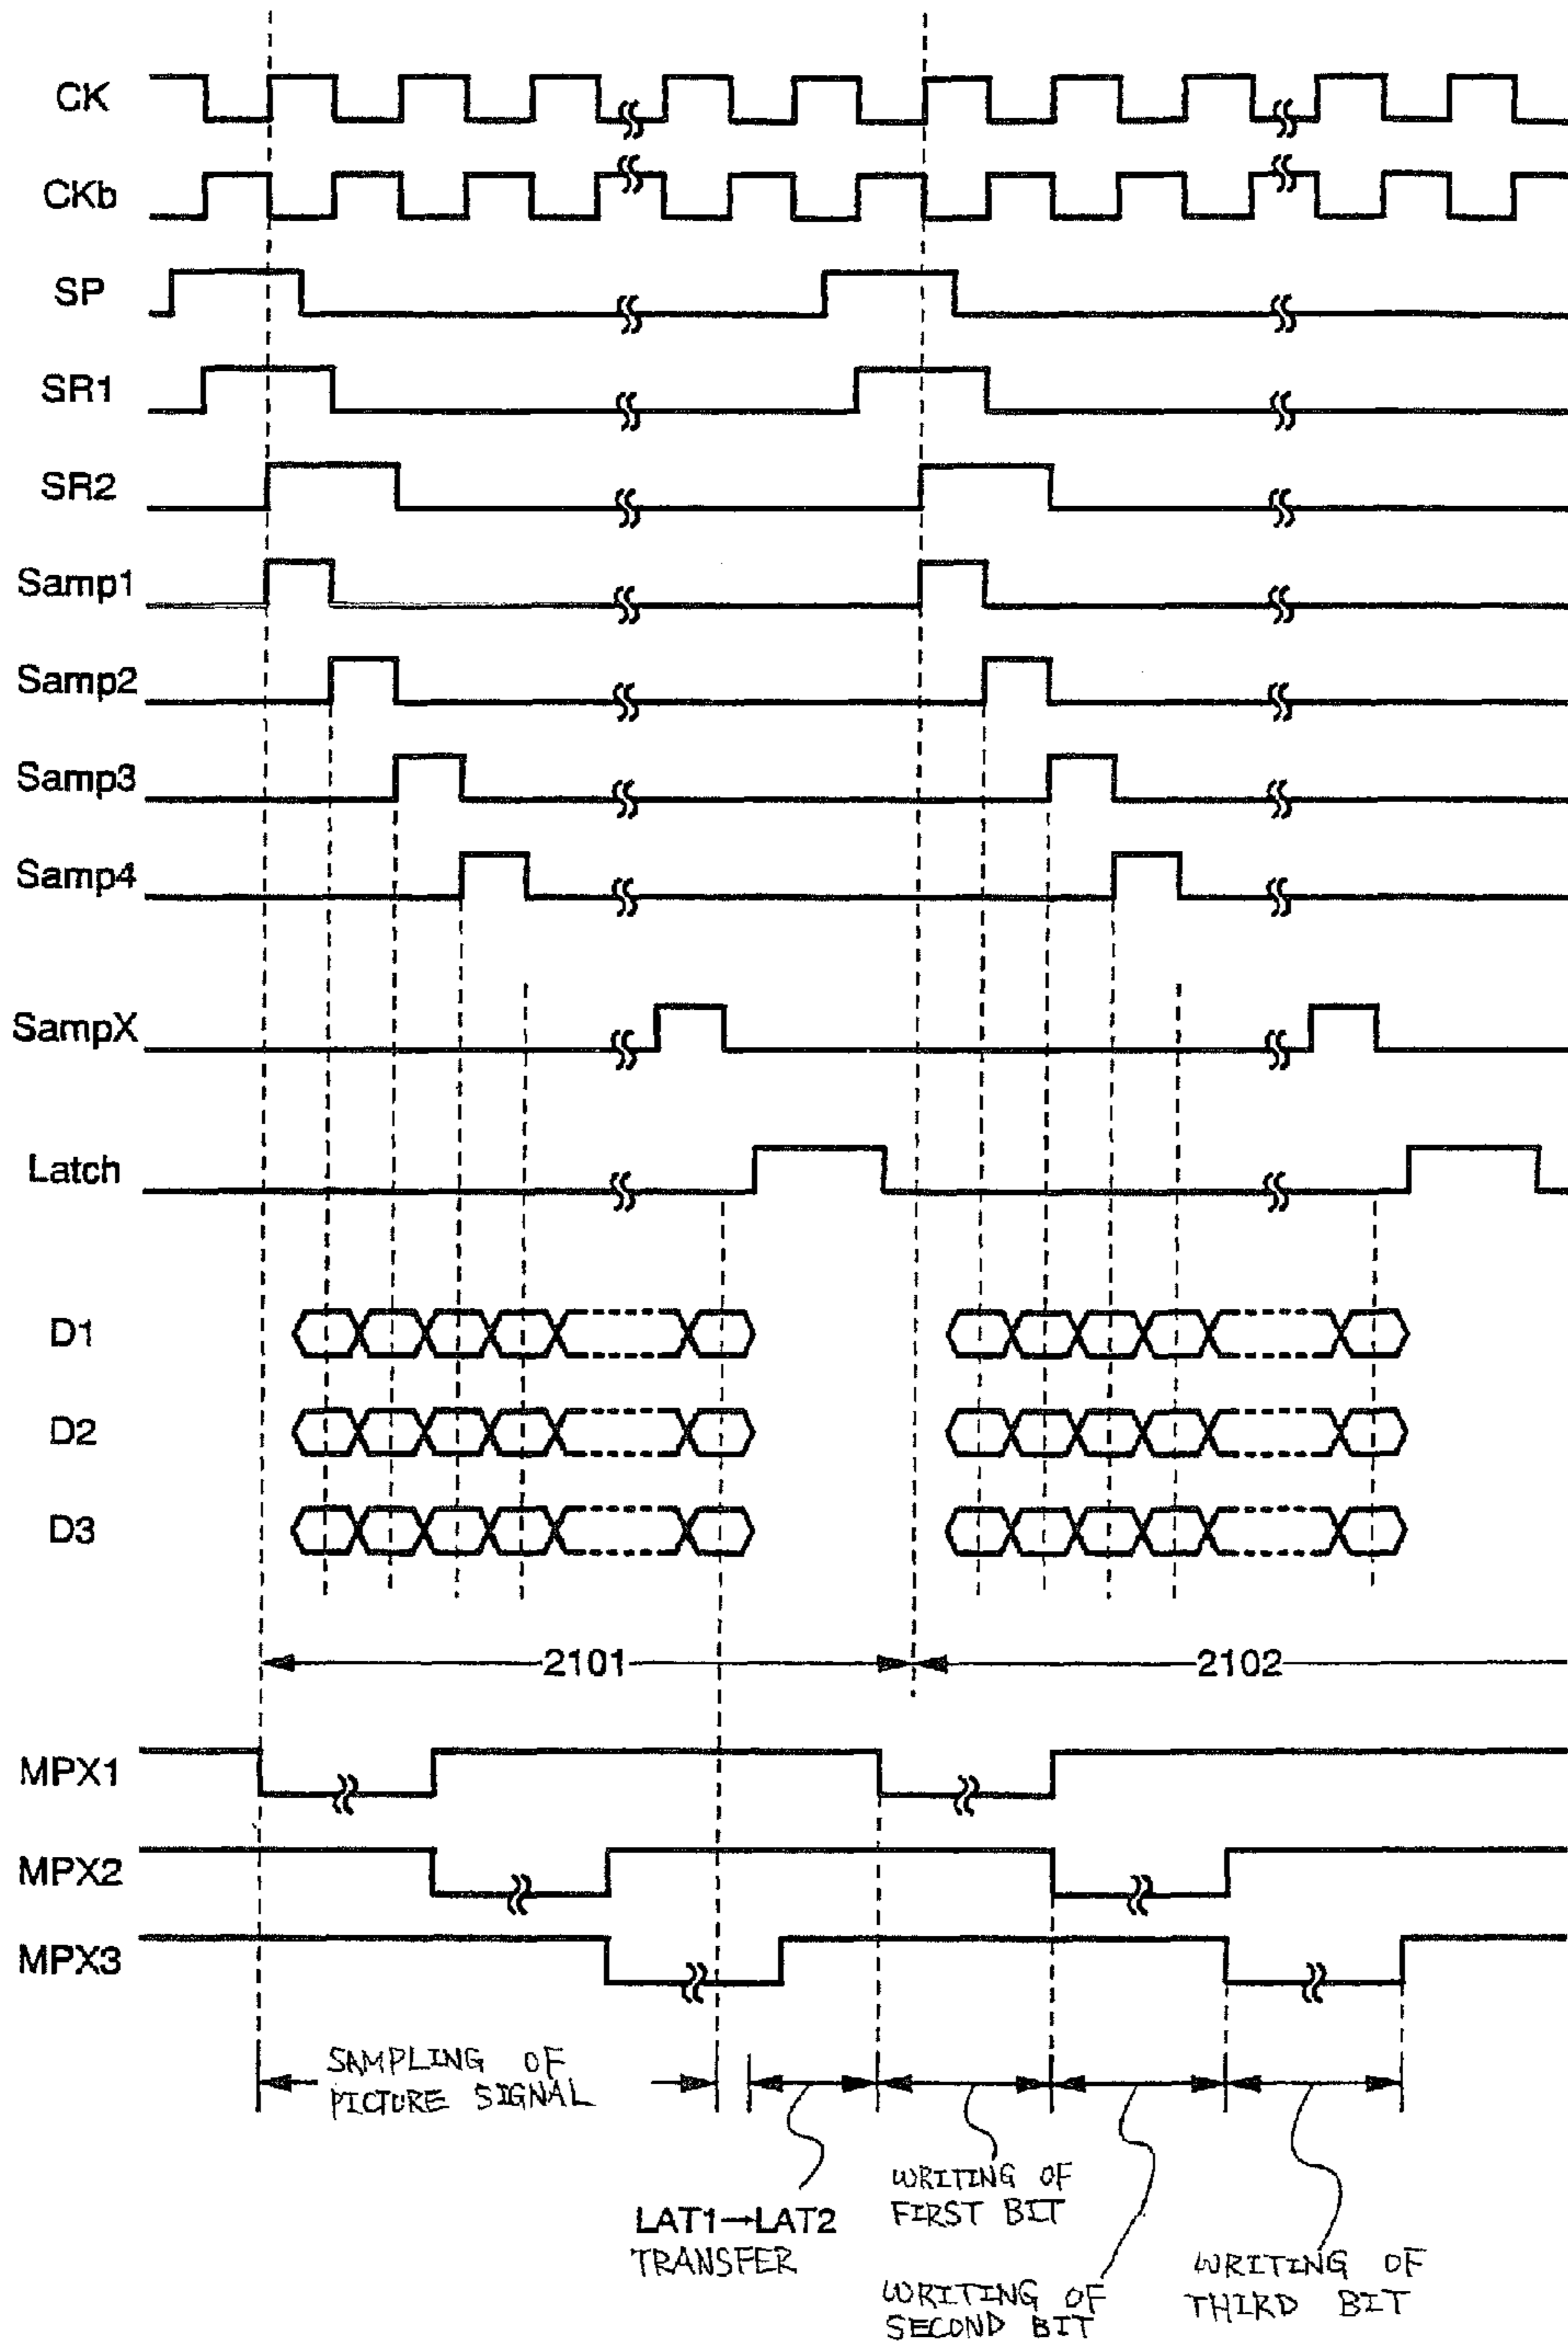 CK
CKb
SP
SR1
SR2
Samp1
Samp2
Samp3
Samp4
SampX
Latch
D1
D2
D3
2101
2102
MPX1
MPX2
MPX3
SAMPLING OF
PICTURE SIGNAL
LAT1→LAT2
TRANSFER
WRITING OF
FIRST BIT
WRITING OF
SECOND BIT
WRITING OF
THIRD BIT